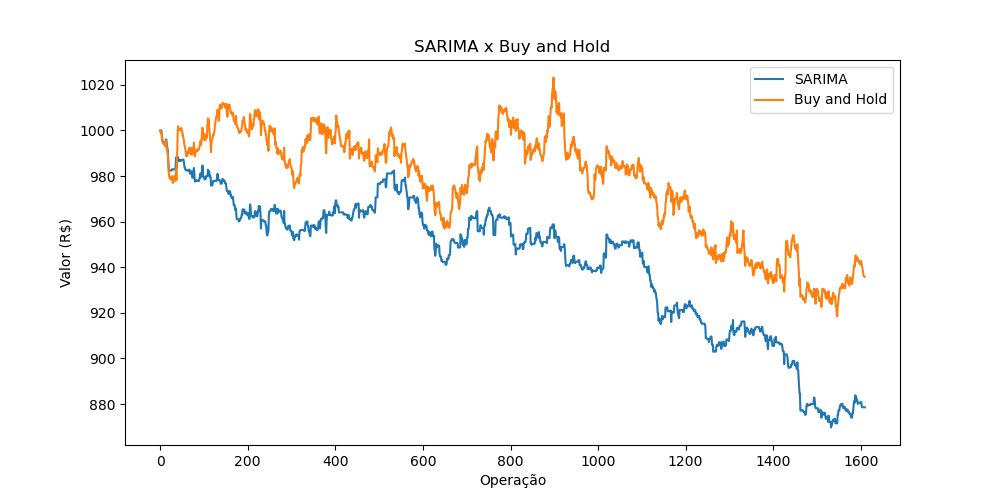 SARIMA x Buy and Hold
SARIMA
Buy and Hold
Valor (R$)
1020
1000
980
960
940
920
900
880
0 200 400 600 800 1000 1200 1400 1600
Operação